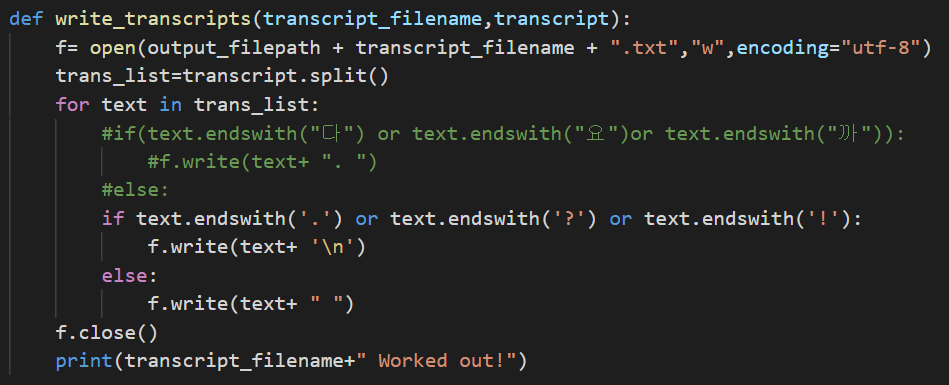 def write_transcripts(transcript_filename,transcript):
    f= open(output_filepath + transcript_filename + ".txt","w",encoding="utf-8")
    trans_list=transcript.split()
    for text in trans_list:
        #if(text.endswith("다") or text.endswith("요")or text.endswith("까")):
            #f.write(text+ ". ")
        #else:
        if text.endswith('.') or text.endswith('?') or text.endswith('!'):
            f.write(text+ '\n')
        else:
            f.write(text+ " ")
    f.close()
    print(transcript_filename+" Worked out!")